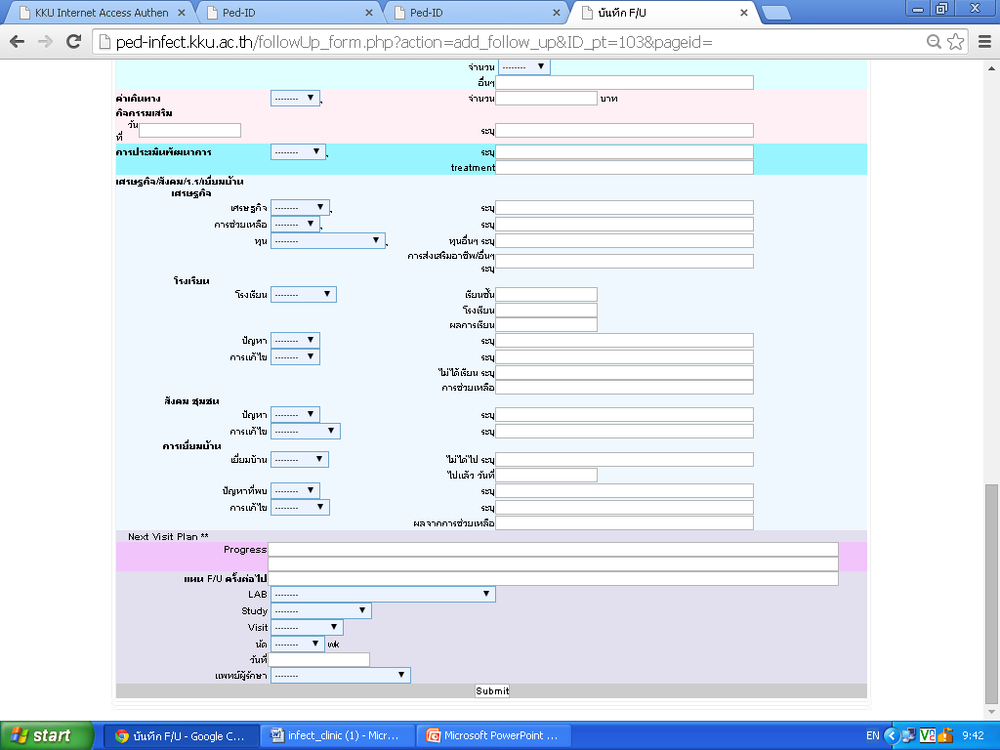 KKU Internet Access Authen
Ped-ID
Ped-ID
บันทึก F/U
ped-infect.kku.ac.th/followUp_form.php?action=add_follow_up&ID_pt=103&pageid=
จำนวน --------
อื่นๆ
ค่าเดินทาง -------- , จำนวน บาท
กิจกรรมเสริม
วันที่ ระบุ
การประเมินพัฒนาการ -------- , ระบุ
treatment
เศรษฐกิจ/สังคม/ร.ร/เยี่ยมบ้าน
เศรษฐกิจ
เศรษฐกิจ -------- , ระบุ
การช่วยเหลือ -------- , ระบุ
ทุน -------- , ทุนอื่นๆ ระบุ
การส่งเสริมอาชีพ/อื่นๆ ระบุ
โรงเรียน
โรงเรียน -------- เรียนชั้น
โรงเรียน
ผลการเรียน
ปัญหา -------- ระบุ
การแก้ไข -------- ระบุ
ไม่ได้เรียน ระบุ
การช่วยเหลือ
สังคม ชุมชน
ปัญหา -------- ระบุ
การแก้ไข -------- ระบุ
การเยี่ยมบ้าน
เยี่ยมบ้าน -------- ไม่ได้ไป ระบุ
ไปแล้ว วันที่
ปัญหาที่พบ -------- ระบุ
การแก้ไข -------- ระบุ
ผลจากการช่วยเหลือ
Next Visit Plan **
Progress
แผน F/U ครั้งต่อไป
LAB --------
Study --------
Visit --------
นัด -------- wk
วันที่
แพทย์ผู้รักษา --------
Submit
start
บันทึก F/U - Google C...
infect_clinic (1) - Micr...
Microsoft PowerPoint ...
EN
9:42